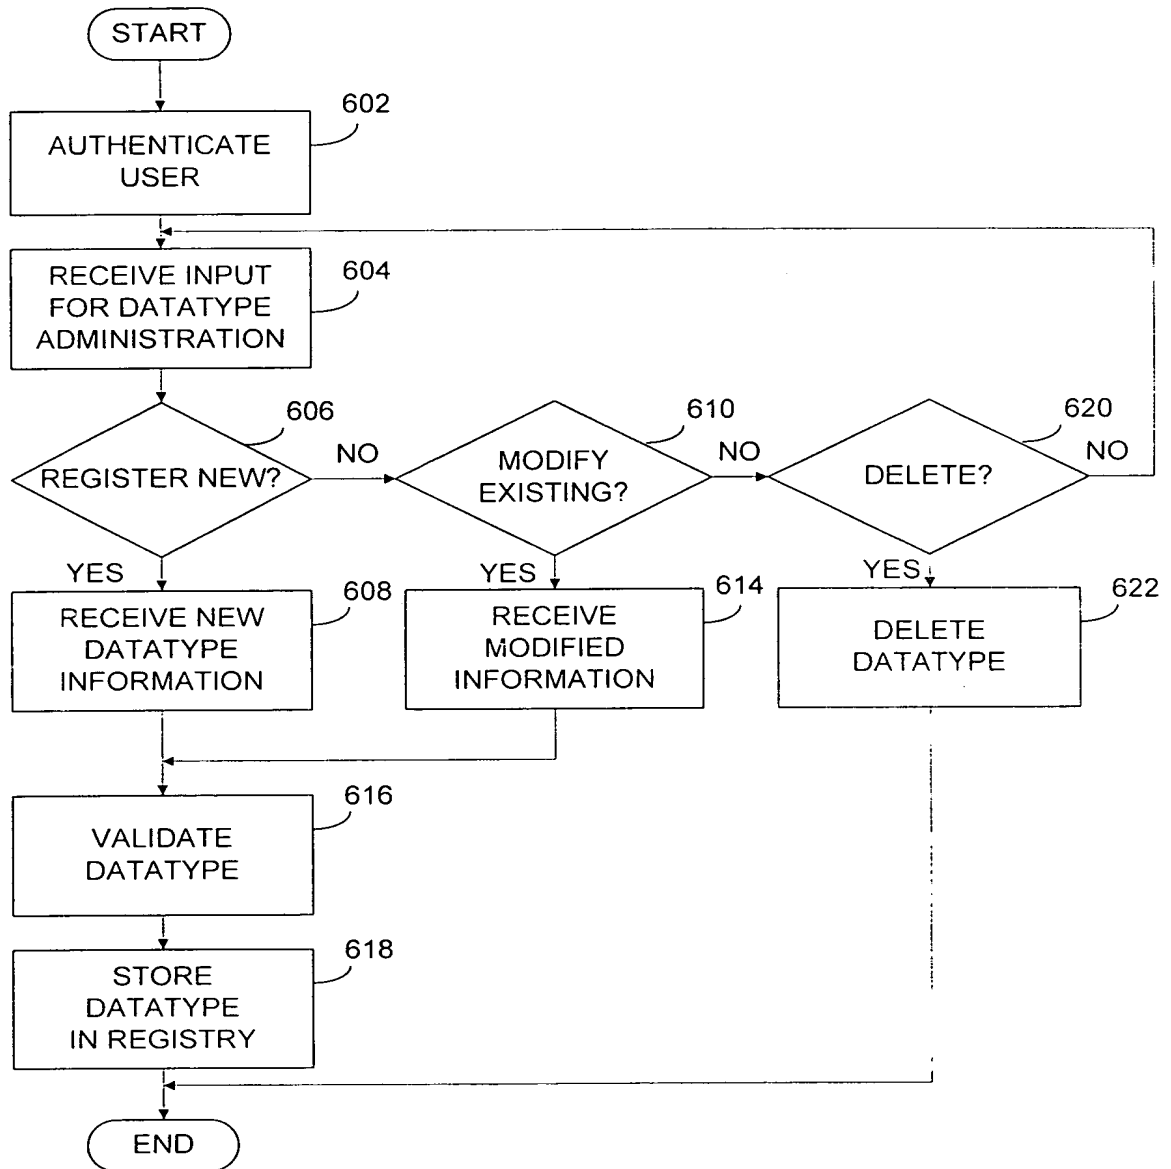 START
602
AUTHENTICATE
USER
RECEIVE INPUT
FOR DATATYPE
ADMINISTRATION
604
606
REGISTER NEW?
NO
610
MODIFY
EXISTING?
NO
620
DELETE?
NO
YES
608
RECEIVE NEW
DATATYPE
INFORMATION
YES
614
RECEIVE
MODIFIED
INFORMATION
YES
622
DELETE
DATATYPE
616
VALIDATE
DATATYPE
618
STORE
DATATYPE
IN REGISTRY
END